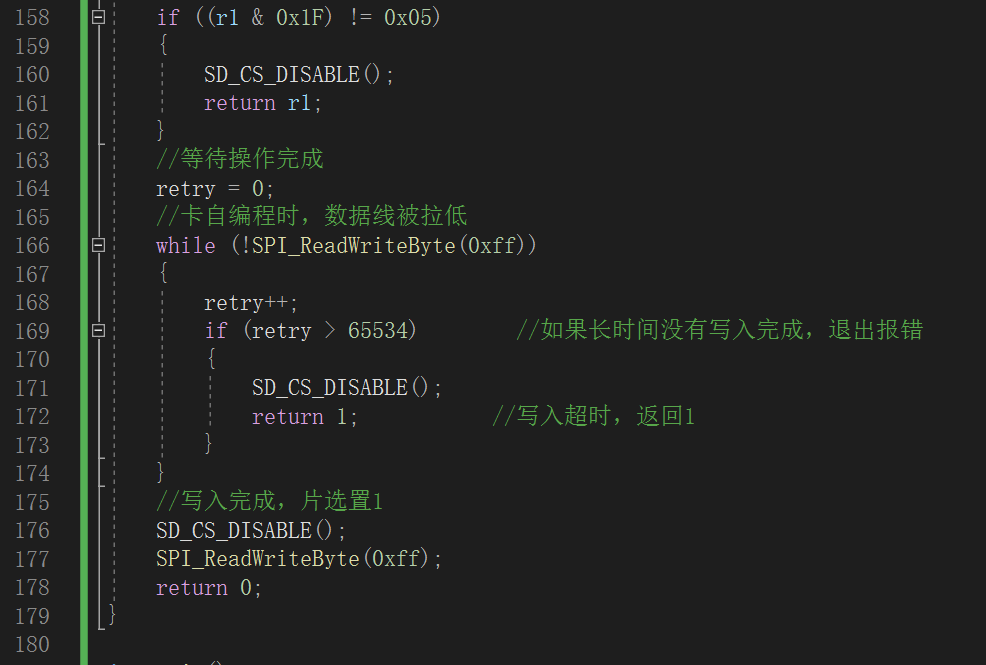 158 if ((r1 & 0x1F) != 0x05)
159 {
160 SD_CS_DISABLE();
161 return r1;
162 }
163 //等待操作完成
164 retry = 0;
165 //卡自编程时，数据线被拉低
166 while (!SPI_ReadWriteByte(0xff))
167 {
168 retry++;
169 if (retry > 65534) //如果长时间没有写入完成，退出报错
170 {
171 SD_CS_DISABLE();
172 return 1; //写入超时，返回1
173 }
174 }
175 //写入完成，片选置1
176 SD_CS_DISABLE();
177 SPI_ReadWriteByte(0xff);
178 return 0;
179 }
180